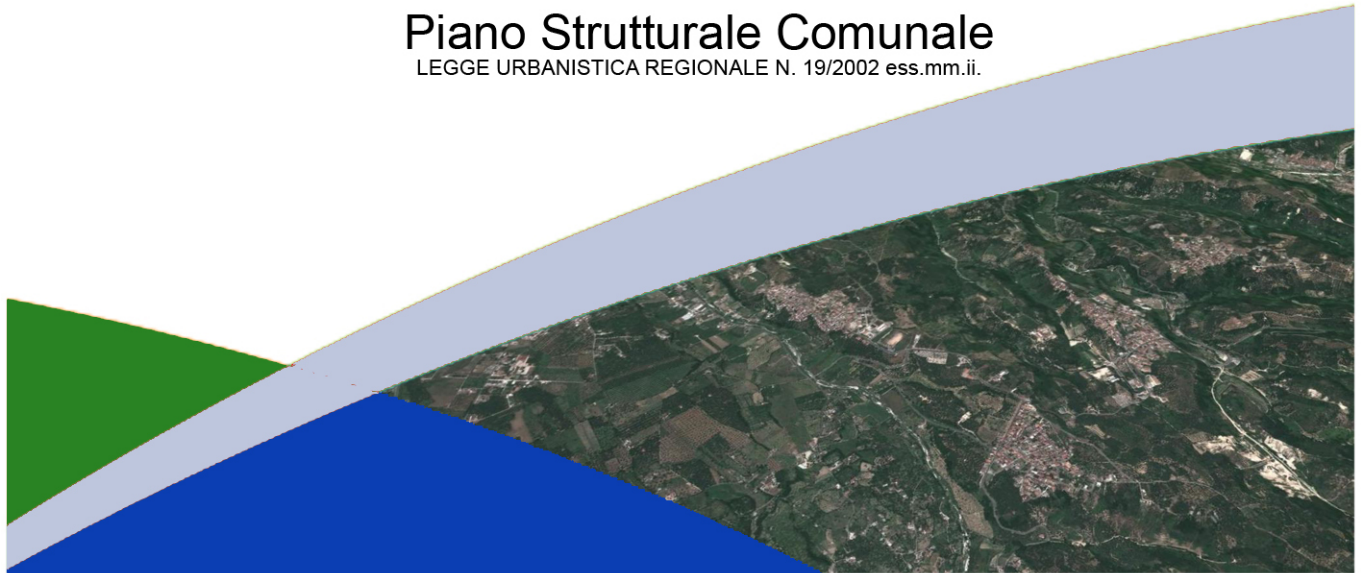 Piano Strutturale Comunale
LEGGE URBANISTICA REGIONALE N. 19/2002 ess.mm.ii.